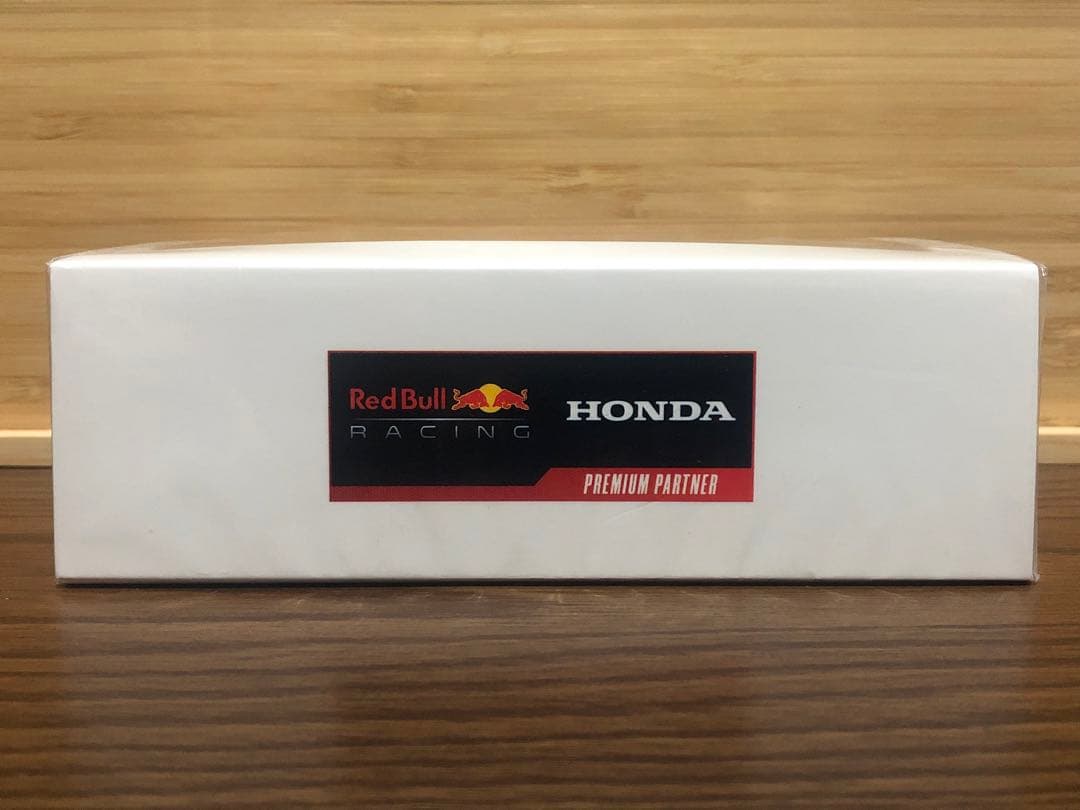 Red Bull
RACING
HONDA
PREMIUM PARTNER